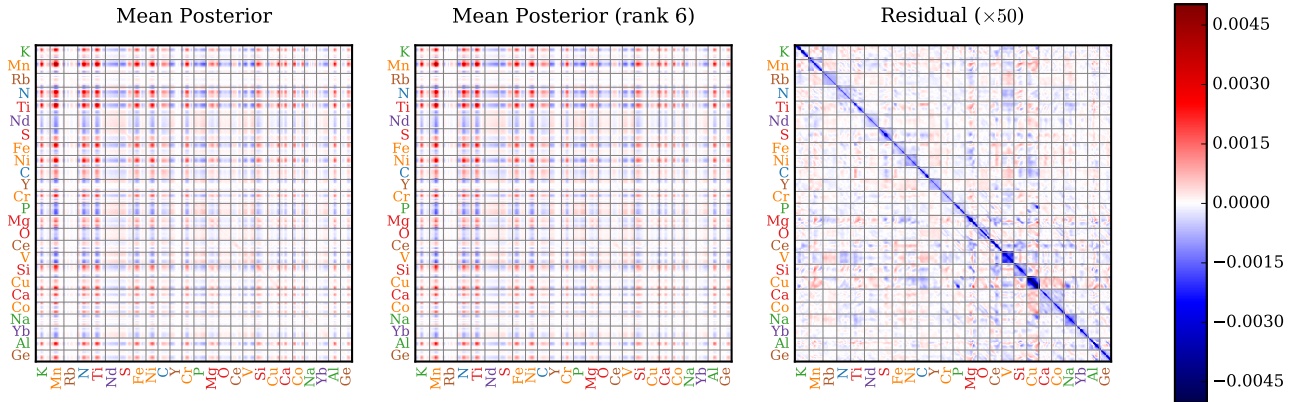 Mean Posterior
Mean Posterior (rank 6)
Residual (×50)
K
Mn
Rb
N
Ti
Nd
S
Fe
Ni
C
Y
Cr
P
Mg
O
Ce
V
Si
Cu
Ca
Co
Na
Yb
Al
Ge
K
Mn
Rb
N
Ti
Nd
S
Fe
Ni
C
Y
Cr
P
Mg
O
Ce
V
Si
Cu
Ca
Co
Na
Yb
Al
Ge
K
Mn
Rb
N
Ti
Nd
S
Fe
Ni
C
Y
Cr
P
Mg
O
Ce
V
Si
Cu
Ca
Co
Na
Yb
Al
Ge
K Mn Rb N Ti Nd S Fe Ni C Y Cr P Mg O Ce V Si Cu Ca Co Na Yb Al Ge
K Mn Rb N Ti Nd S Fe Ni C Y Cr P Mg O Ce V Si Cu Ca Co Na Yb Al Ge
K Mn Rb N Ti Nd S Fe Ni C Y Cr P Mg O Ce V Si Cu Ca Co Na Yb Al Ge
0.0045
0.0030
0.0015
0.0000
−0.0015
−0.0030
−0.0045